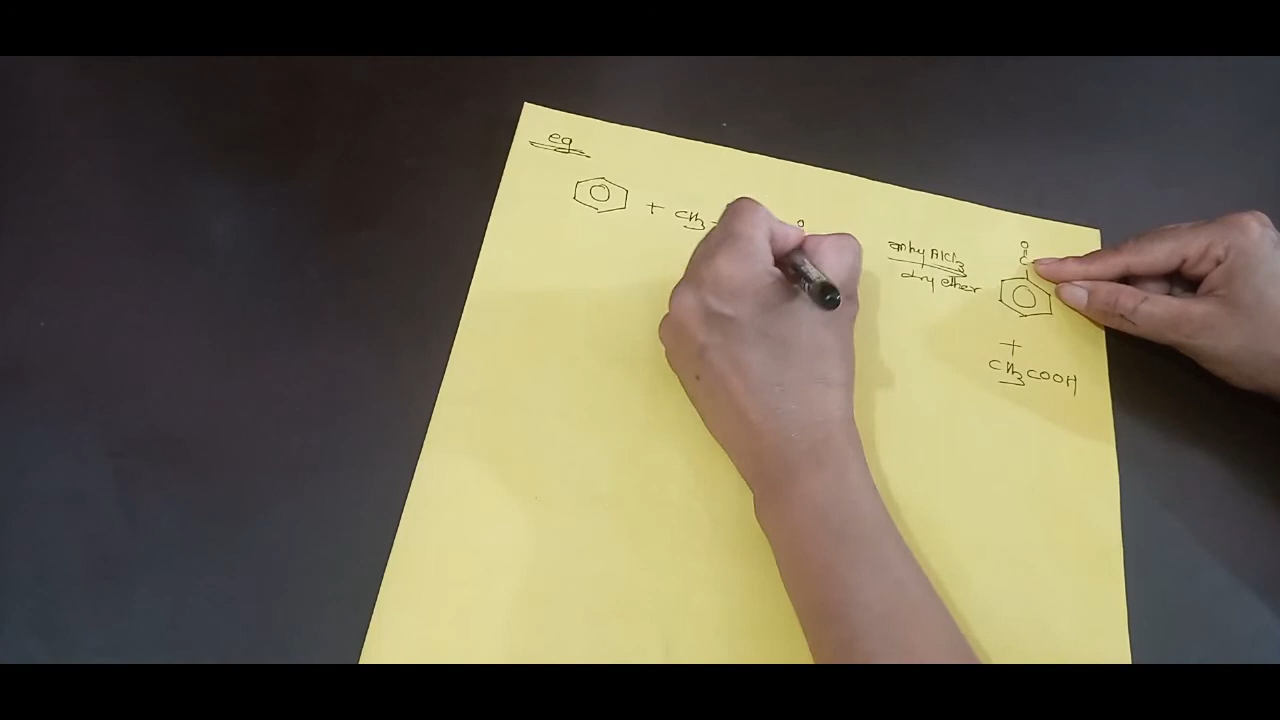 eg
+ CH3 - O
anhy AlCl3
dry ether
O
C
+
CH3COOH